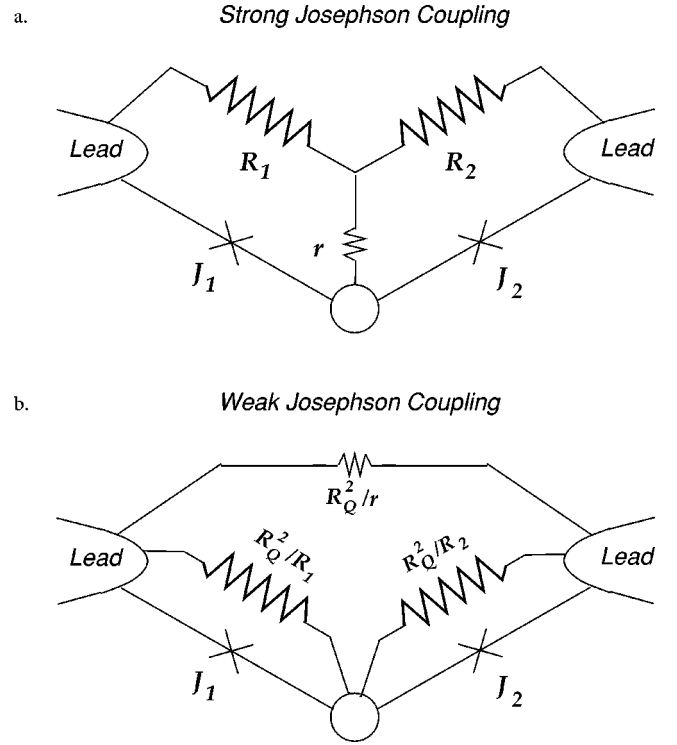 a.
Strong Josephson Coupling
Lead
Lead
R1
R2
r
J1
J2
b.
Weak Josephson Coupling
R_Q^2/r
Lead
R_Q^2/R1
R_Q^2/R2
Lead
J1
J2